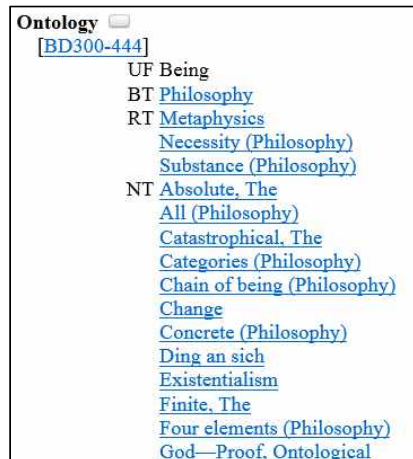 Ontology
[BD300-444]
UF Being
BT Philosophy
RT Metaphysics
Necessity (Philosophy)
Substance (Philosophy)
NT Absolute, The
All (Philosophy)
Catastrophical, The
Categories (Philosophy)
Chain of being (Philosophy)
Change
Concrete (Philosophy)
Ding an sich
Existentialism
Finite, The
Four elements (Philosophy)
God—Proof, Ontological